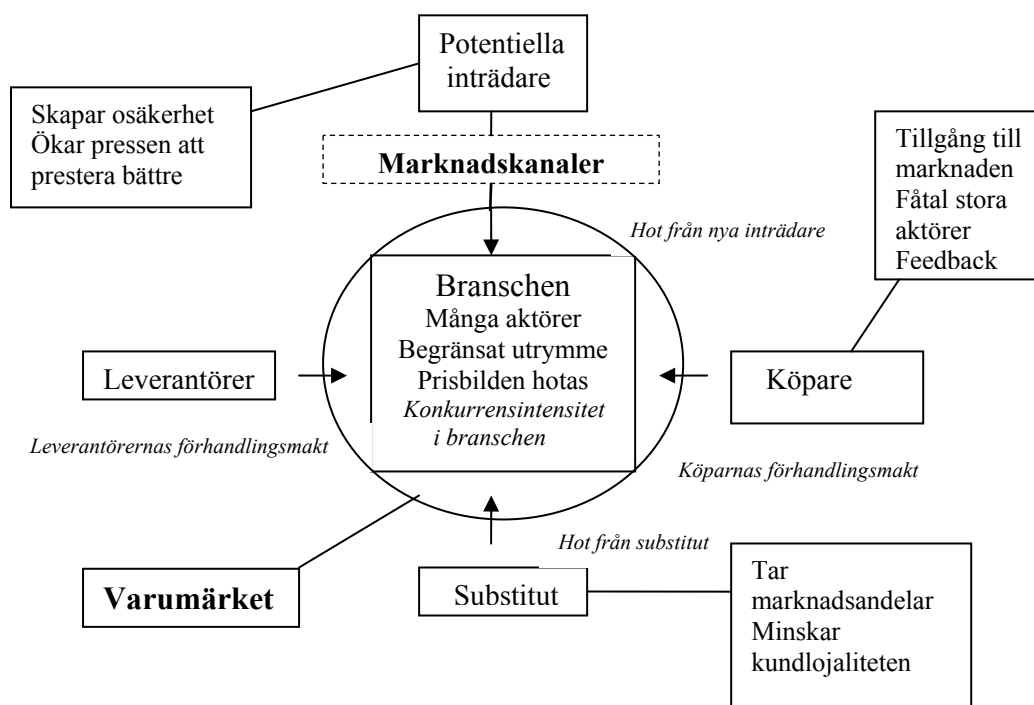 Potentiella
inträdare
Skapar osäkerhet
Ökar pressen att
prestera bättre
Marknadskanaler
Tillgång till
marknaden
Fåtal stora
aktörer
Feedback
Hot från nya inträdare
Branschen
Många aktörer
Begränsat utrymme
Prisbilden hotas
Konkurrensintensitet
i branschen
Leverantörer
Köpare
Leverantörernas förhandlingsmakt
Köparnas förhandlingsmakt
Hot från substitut
Varumärket
Substitut
Tar
marknadsandelar
Minskar
kundlojaliteten